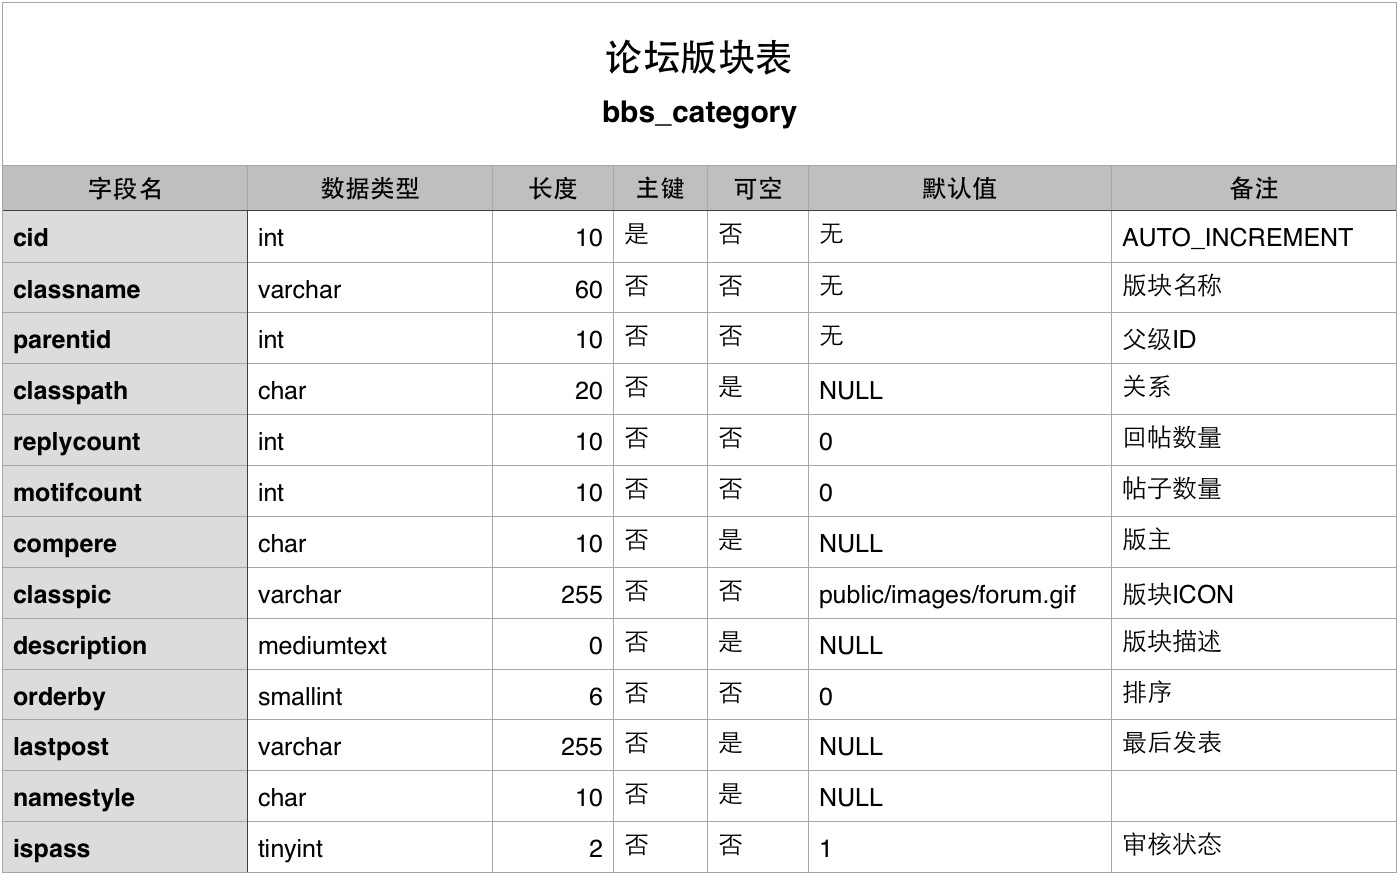 论坛版块表
bbs_category
字段名 数据类型 长度 主键 可空 默认值 备注
cid int 10 是 否 无 AUTO_INCREMENT
classname varchar 60 否 否 无 版块名称
parentid int 10 否 否 无 父级ID
classpath char 20 否 是 NULL 关系
replycount int 10 否 否 0 回帖数量
motifcount int 10 否 否 0 帖子数量
compere char 10 否 是 NULL 版主
classpic varchar 255 否 否 public/images/forum.gif 版块ICON
description mediumtext 0 否 是 NULL 版块描述
orderby smallint 6 否 否 0 排序
lastpost varchar 255 否 是 NULL 最后发表
namestyle char 10 否 是 NULL
ispass tinyint 2 否 否 1 审核状态